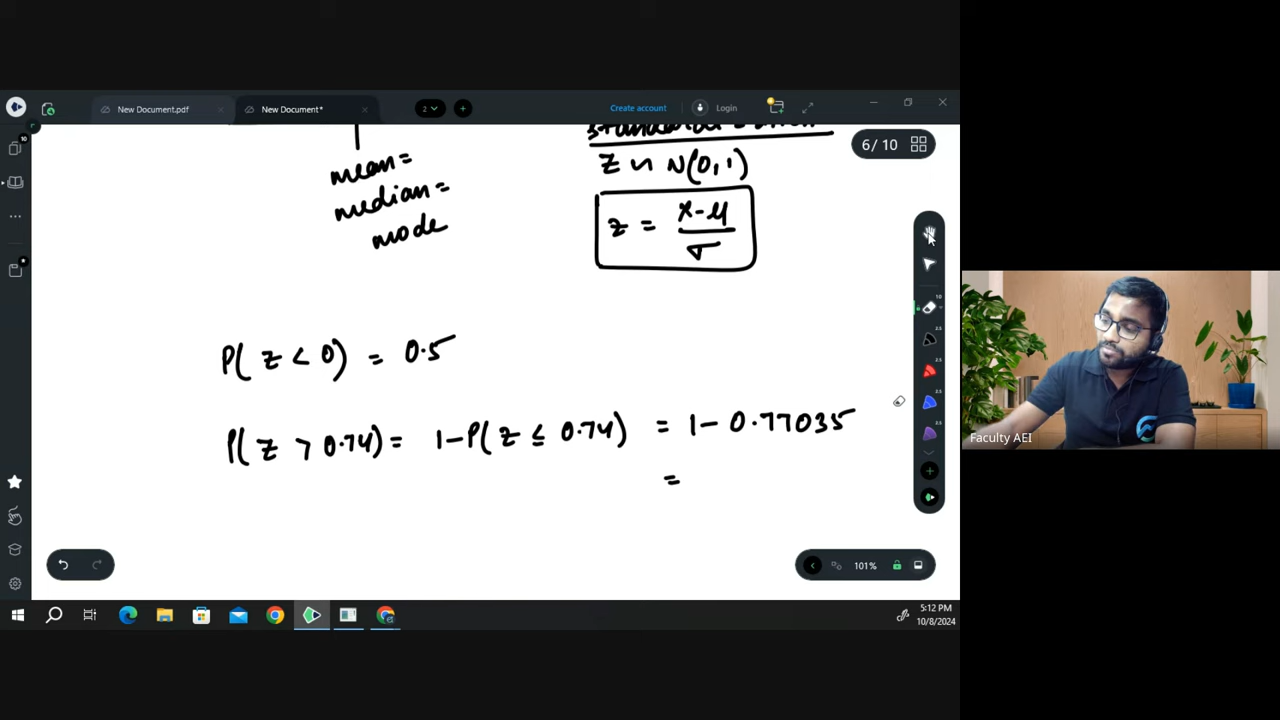 New Document.pdf
New Document*
2
Create account
Login
6 / 10
mean =
median =
mode
Z ~ N(0,1)
z = x-μ
σ
P( z < 0) = 0.5
P( z > 0.74) = 1-P( z ≤ 0.74) = 1 - 0.77035
=
Faculty AEI
101%
5:12 PM
10/8/2024